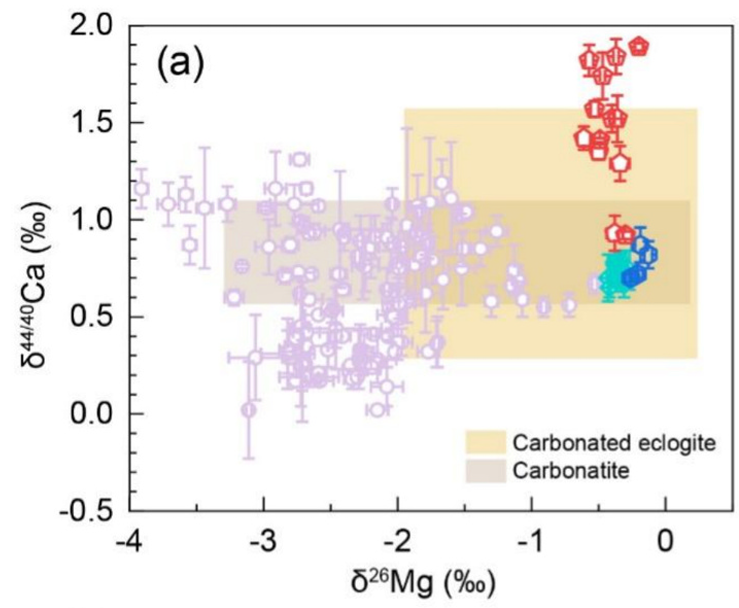 (a)
2.0
1.5
1.0
0.5
0.0
-0.5
δ44/40Ca (‰)
Carbonated eclogite
Carbonatite
-4 -3 -2 -1 0
δ26Mg (‰)